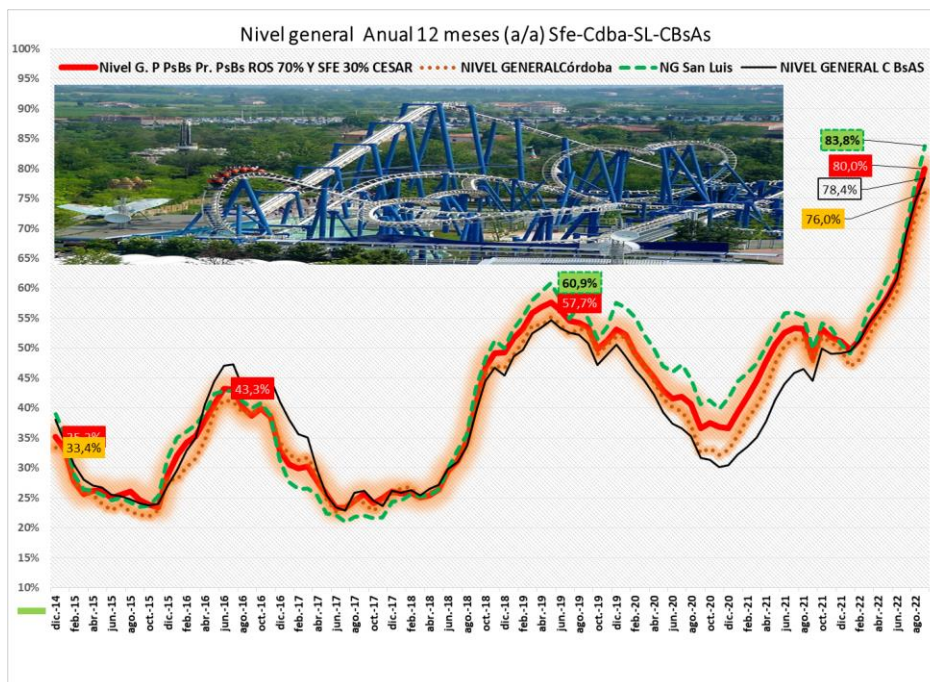 Nivel general Anual 12 meses (a/a) Sfe-Cdba-SL-CBsAs
Nivel G. P PsBs Pr. PsBs ROS 70% Y SFE 30% CESAR
NIVEL GENERALCórdoba
NG San Luis
NIVEL GENERAL C BsAS
100%
95%
90%
85%
80%
75%
70%
65%
60%
55%
50%
45%
40%
35%
30%
25%
20%
15%
10%
33,4%
43,3%
60,9%
57,7%
83,8%
80,0%
78,4%
76,0%
dic.-14
feb.-15
abr.-15
jun.-15
ago.-15
oct.-15
dic.-15
feb.-16
abr.-16
jun.-16
ago.-16
oct.-16
dic.-16
feb.-17
abr.-17
jun.-17
ago.-17
oct.-17
dic.-17
feb.-18
abr.-18
jun.-18
ago.-18
oct.-18
dic.-18
feb.-19
abr.-19
jun.-19
ago.-19
oct.-19
dic.-19
feb.-20
abr.-20
jun.-20
ago.-20
oct.-20
dic.-20
feb.-21
abr.-21
jun.-21
ago.-21
oct.-21
dic.-21
feb.-22
abr.-22
jun.-22
ago.-22